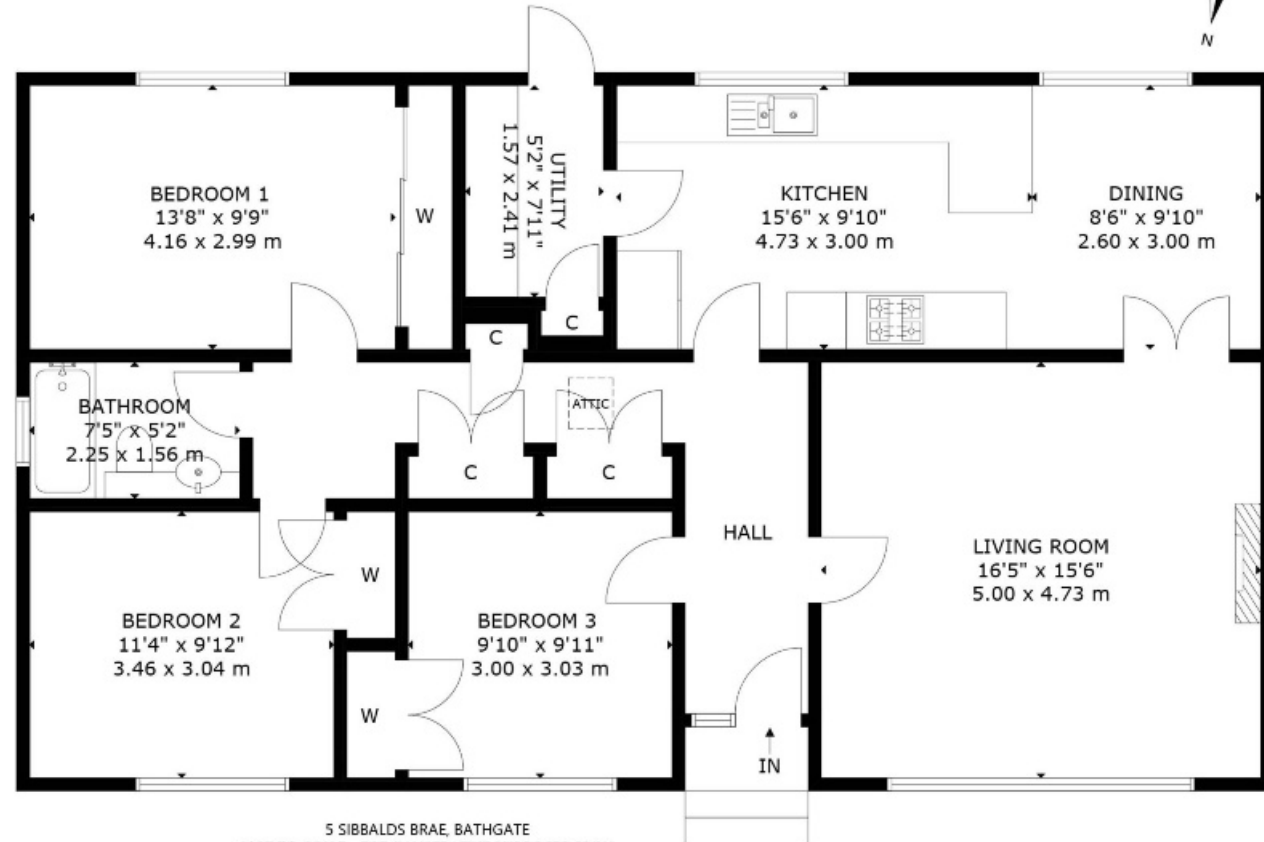 N
BEDROOM 1
13'8" x 9'9"
4.16 x 2.99 m
W
UTILITY
5'2" x 7'11"
1.57 x 2.41 m
KITCHEN
15'6" x 9'10"
4.73 x 3.00 m
DINING
8'6" x 9'10"
2.60 x 3.00 m
C
C
BATHROOM
7'5" x 5'2"
2.25 x 1.56 m
ATTIC
C
C
HALL
LIVING ROOM
16'5" x 15'6"
5.00 x 4.73 m
W
BEDROOM 2
11'4" x 9'12"
3.46 x 3.04 m
BEDROOM 3
9'10" x 9'11"
3.00 x 3.03 m
W
IN
5 SIBBALDS BRAE, BATHGATE